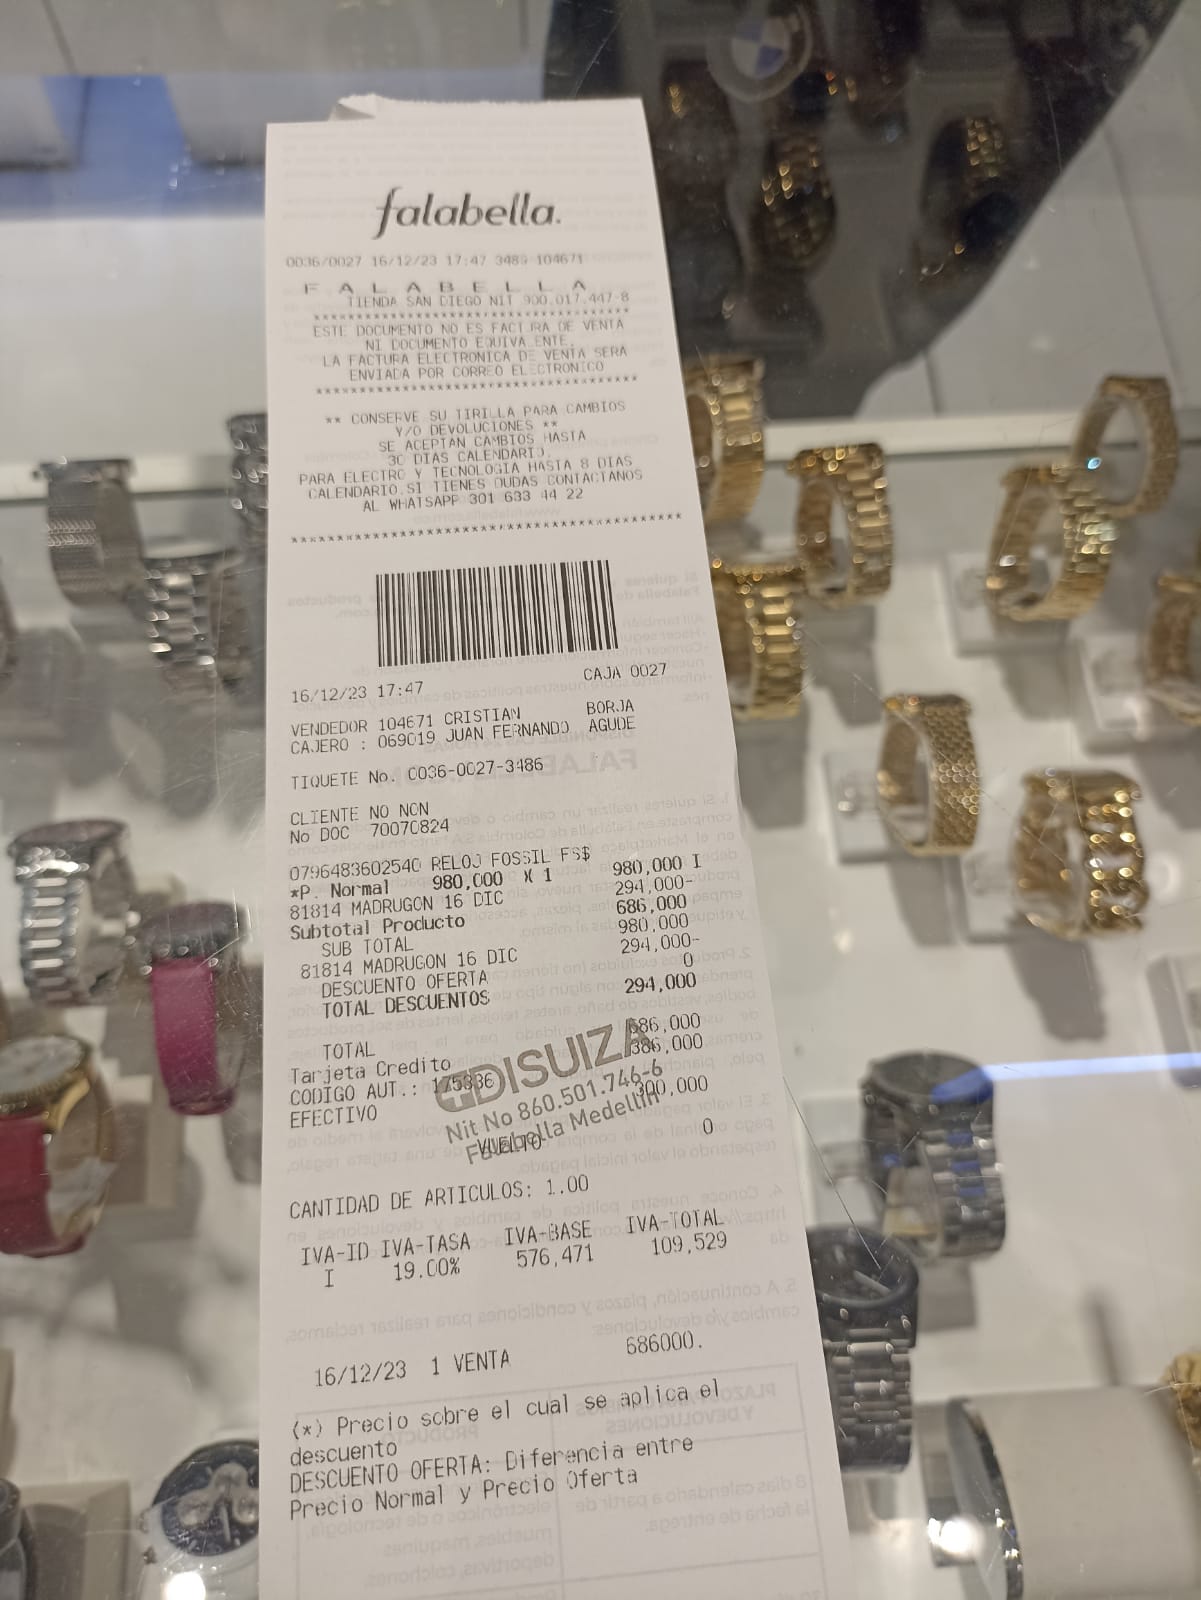 falabella.
0036/0027 16/12/23 17:47 3486 104671
F A L A B E L L A
TIENDA SAN DIEGO NIT 900.017.447-8
***********************************
ESTE DOCUMENTO NO ES FACTURA DE VENTA
NI DOCUMENTO EQUIVALENTE.
LA FACTURA ELECTRONICA DE VENTA SERA
ENVIADA POR CORREO ELECTRONICO
***********************************
** CONSERVE SU TIRILLA PARA CAMBIOS
Y/O DEVOLUCIONES **
SE ACEPTAN CAMBIOS HASTA
30 DIAS CALENDARIO.
PARA ELECTRO Y TECNOLOGIA HASTA 8 DIAS
CALENDARIO.SI TIENES DUDAS CONTACTANOS
AL WHATSAPP 301 633 44 22
*******************************************
16/12/23 17:47 CAJA 0027
VENDEDOR 104671 CRISTIAN BORJA
CAJERO : 069019 JUAN FERNANDO AGUDE
TIQUETE No. 0036-0027-3486
CLIENTE NO NCN
No DOC 70070824
0796483602540 RELOJ FOSSIL FS$
*P. Normal 980,000 X 1 980,000 I
81814 MADRUGON 16 DIC 294,000-
Subtotal Producto 686,000
SUB TOTAL 980,000
81814 MADRUGON 16 DIC 294,000-
DESCUENTO OFERTA 0
TOTAL DESCUENTOS 294,000
TOTAL 686,000
Tarjeta Credito 386,000
CODIGO AUT.: 175336
EFECTIVO 300,000
DISUIZA
Nit No 860.501.746-6
Falabella Medellin
VUELTO 0
CANTIDAD DE ARTICULOS: 1.00
IVA-ID IVA-TASA IVA-BASE IVA-TOTAL
I 19.00% 576,471 109,529
16/12/23 1 VENTA 686000.
(*) Precio sobre el cual se aplica el
descuento
DESCUENTO OFERTA: Diferencia entre
Precio Normal y Precio Oferta